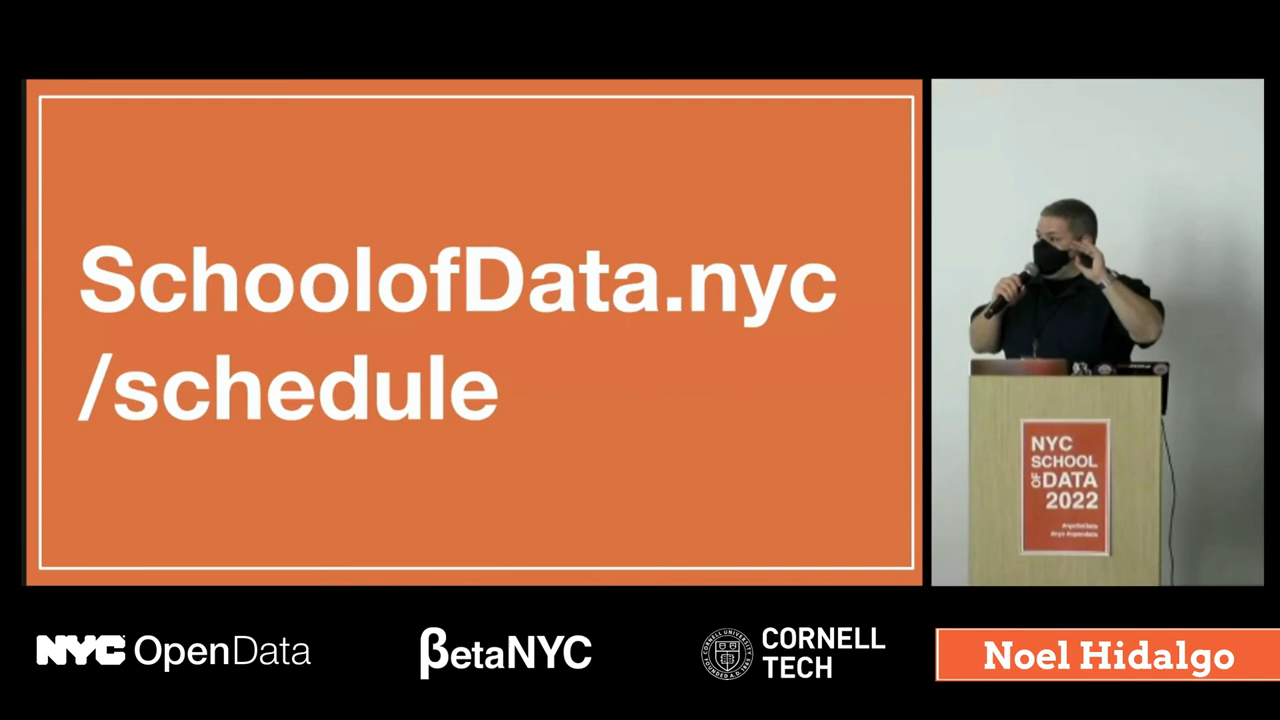 SchoolofData.nyc
/schedule
NYC
SCHOOL
OF DATA
2022
NYC OpenData
βetaNYC
CORNELL
TECH
Noel Hidalgo